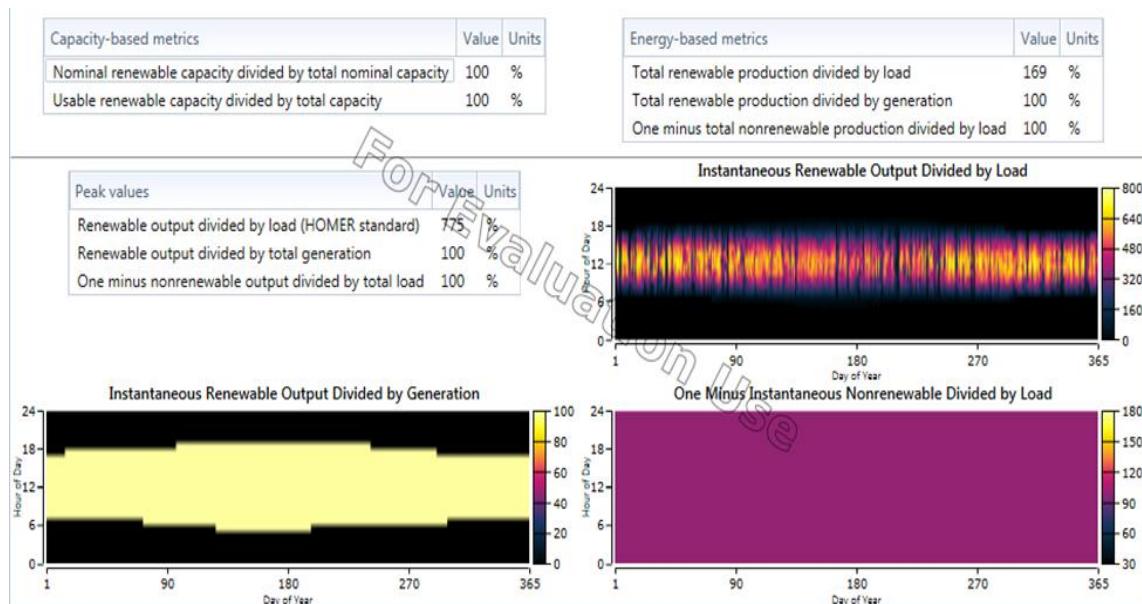 Capacity-based metrics Value Units
Nominal renewable capacity divided by total nominal capacity 100 %
Usable renewable capacity divided by total capacity 100 %
Energy-based metrics Value Units
Total renewable production divided by load 169 %
Total renewable production divided by generation 100 %
One minus total nonrenewable production divided by load 100 %
For Evaluation Use
Peak values Value Units
Renewable output divided by load (HOMER standard) 775 %
Renewable output divided by total generation 100 %
One minus nonrenewable output divided by total load 100 %
Instantaneous Renewable Output Divided by Load
Hour of Day
24
18
12
6
0
1 90 180 270 365
Day of Year
800
640
480
320
160
0
Instantaneous Renewable Output Divided by Generation
Hour of Day
24
18
12
6
0
1 90 180 270 365
Day of Year
100
80
60
40
20
0
One Minus Instantaneous Nonrenewable Divided by Load
Hour of Day
24
18
12
6
0
1 90 180 270 365
Day of Year
180
150
120
90
60
30